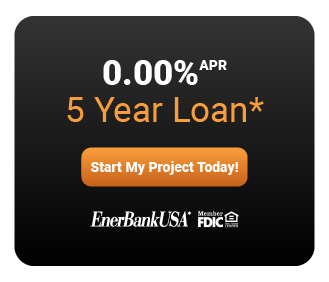 0.00% APR
5 Year Loan*
Start My Project Today!
EnerBankUSA® Member FDIC